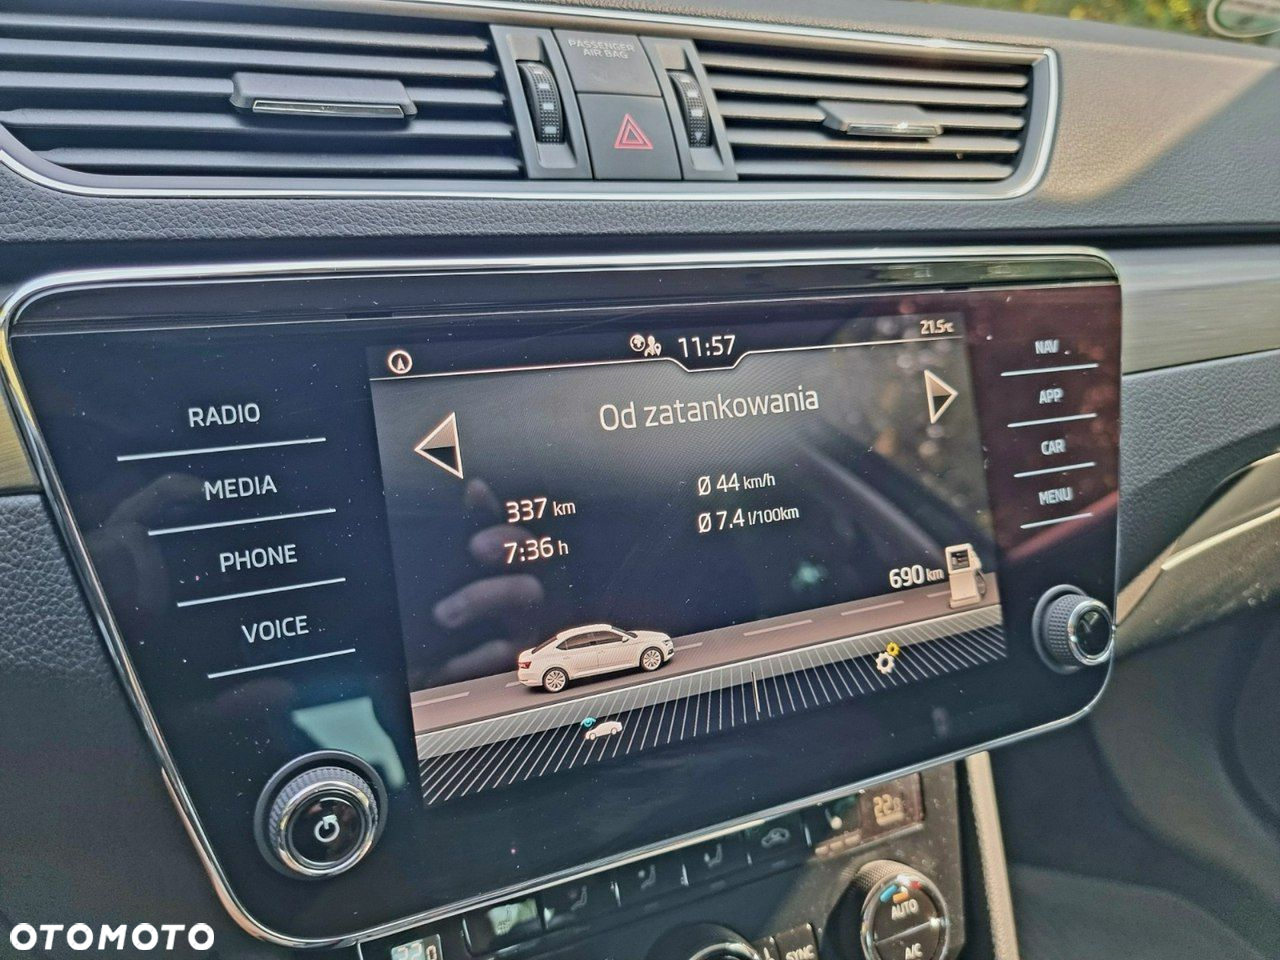 PASSENGER
AIR BAG
11:57
21.5°C
RADIO
MEDIA
PHONE
VOICE
Od zatankowania
337 km
7:36 h
Ø 44 km/h
Ø 7.4 l/100km
690 km
NAV
APP
CAR
MENU
AUTO
A/C
SYNC
OTOMOTO